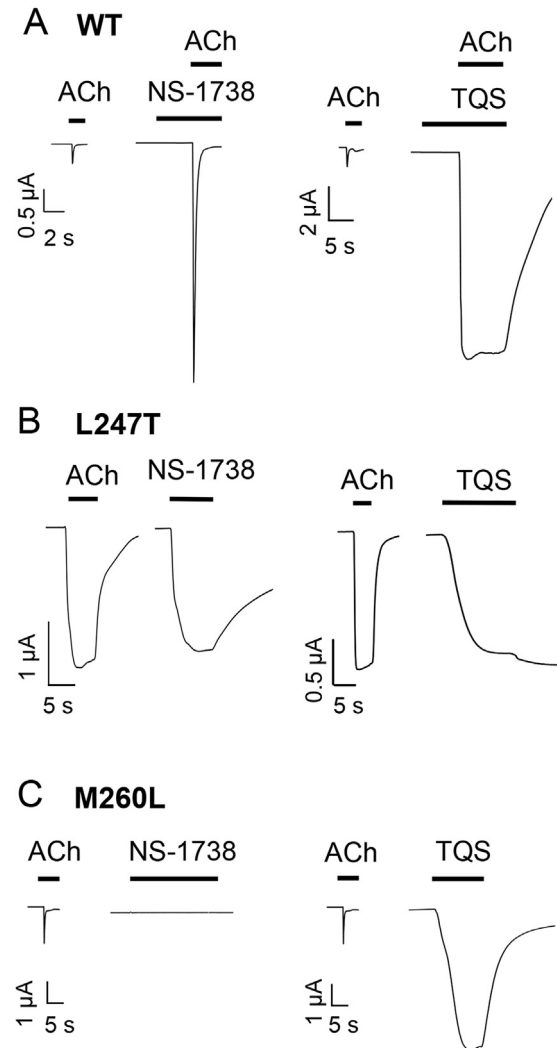 A WT
ACh
ACh NS-1738
0.5 µA
2 s
ACh
ACh TQS
2 µA
5 s
B L247T
ACh NS-1738
1 µA
5 s
ACh TQS
0.5 µA
5 s
C M260L
ACh NS-1738
1 µA
5 s
ACh TQS
1 µA
5 s